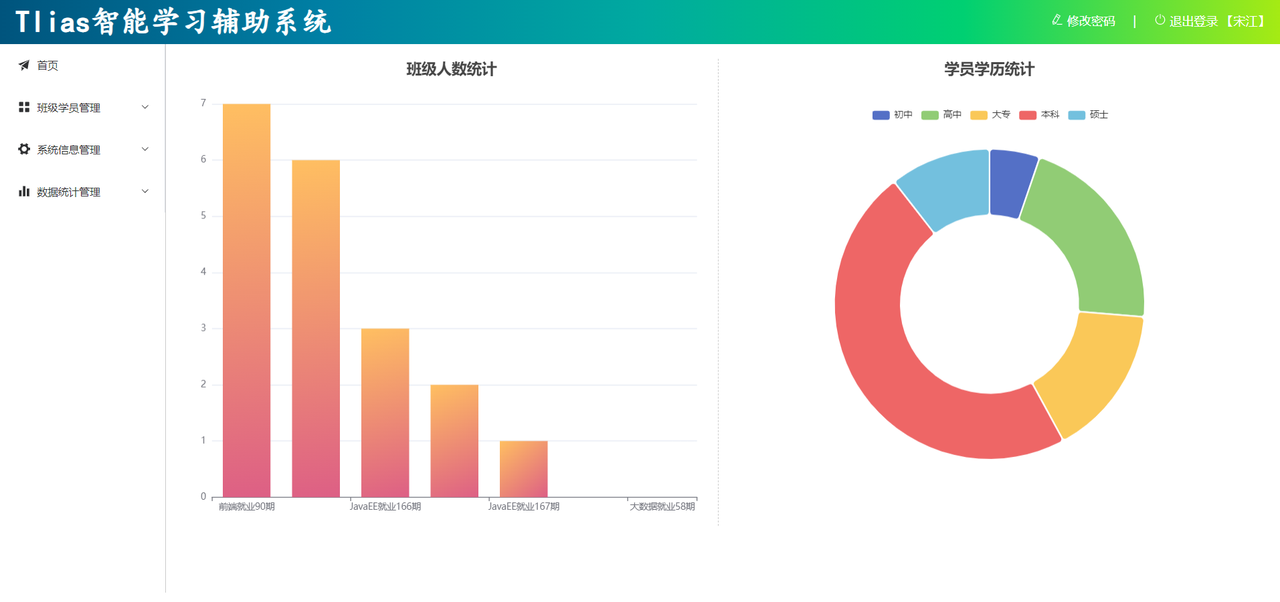 Tlias智能学习辅助系统
修改密码 | 退出登录 【宋江】
首页
班级学员管理
系统信息管理
数据统计管理
班级人数统计
7
6
5
4
3
2
1
0
前端就业90期 JavaEE就业166期 JavaEE就业167期 大数据就业58期
学员学历统计
初中 高中 大专 本科 硕士